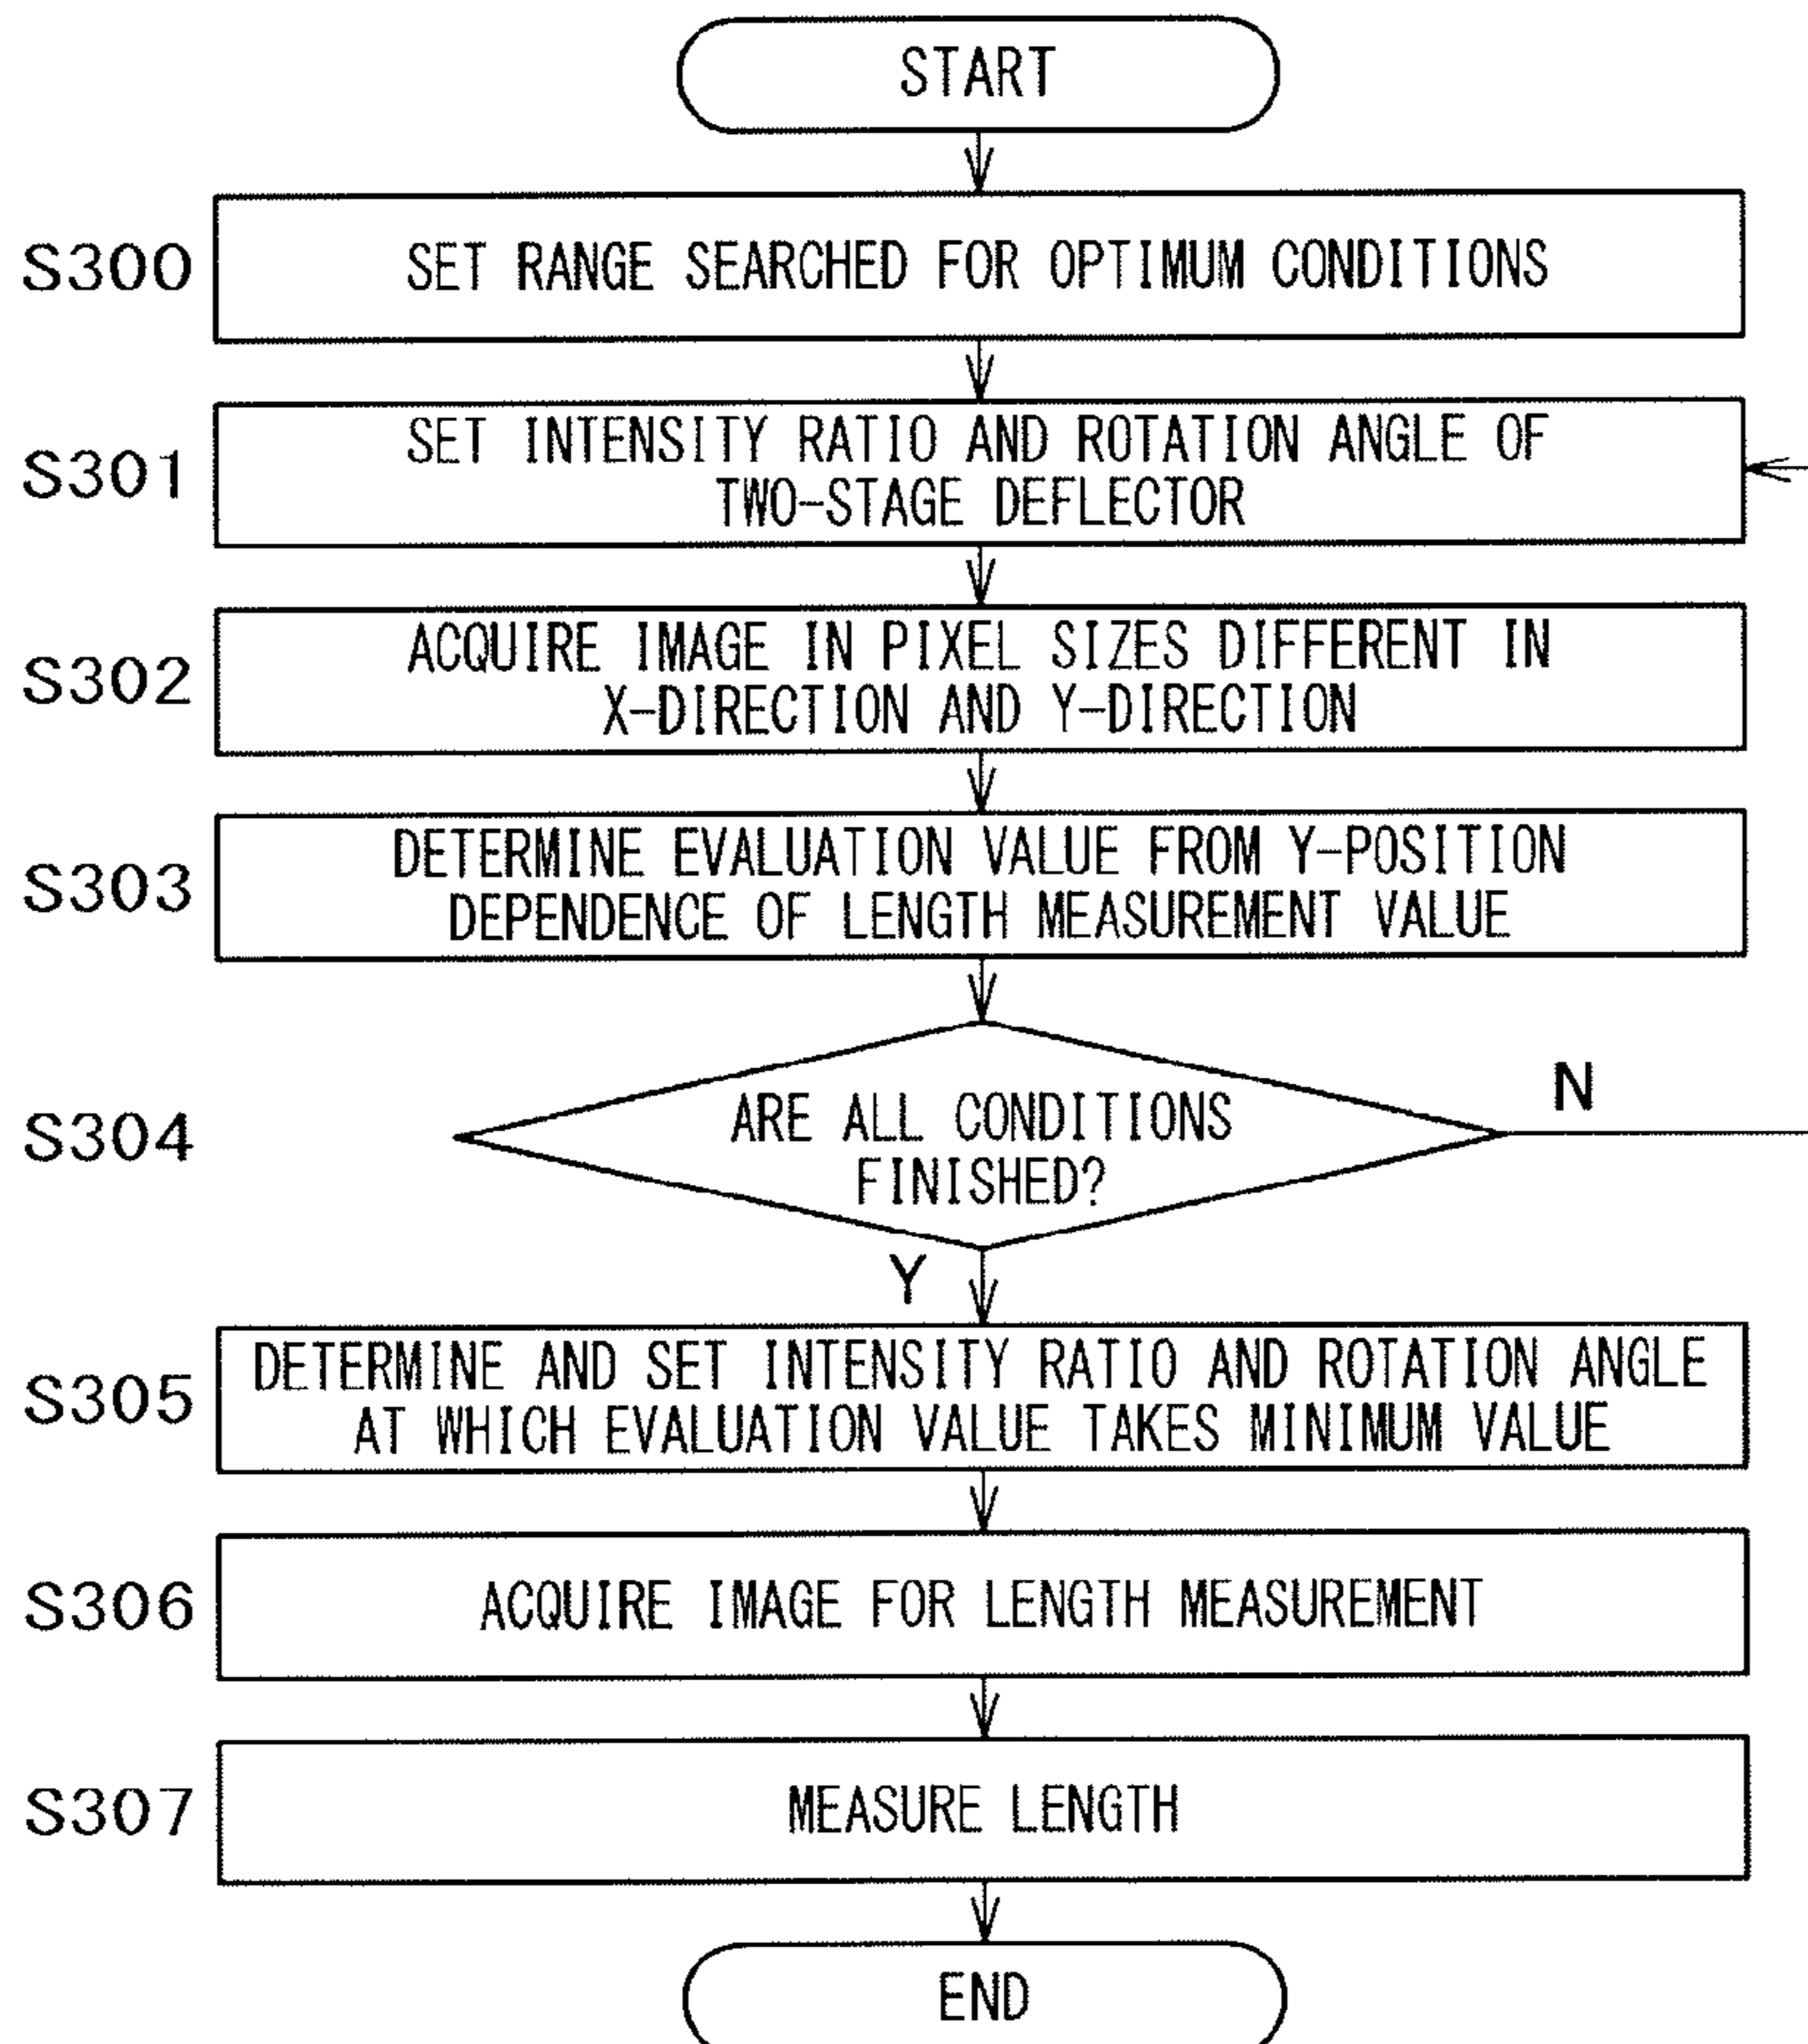 START
S300
SET RANGE SEARCHED FOR OPTIMUM CONDITIONS
S301
SET INTENSITY RATIO AND ROTATION ANGLE OF
TWO-STAGE DEFLECTOR
S302
ACQUIRE IMAGE IN PIXEL SIZES DIFFERENT IN
X-DIRECTION AND Y-DIRECTION
S303
DETERMINE EVALUATION VALUE FROM Y-POSITION
DEPENDENCE OF LENGTH MEASUREMENT VALUE
S304
ARE ALL CONDITIONS
FINISHED?
N
Y
S305
DETERMINE AND SET INTENSITY RATIO AND ROTATION ANGLE
AT WHICH EVALUATION VALUE TAKES MINIMUM VALUE
S306
ACQUIRE IMAGE FOR LENGTH MEASUREMENT
S307
MEASURE LENGTH
END